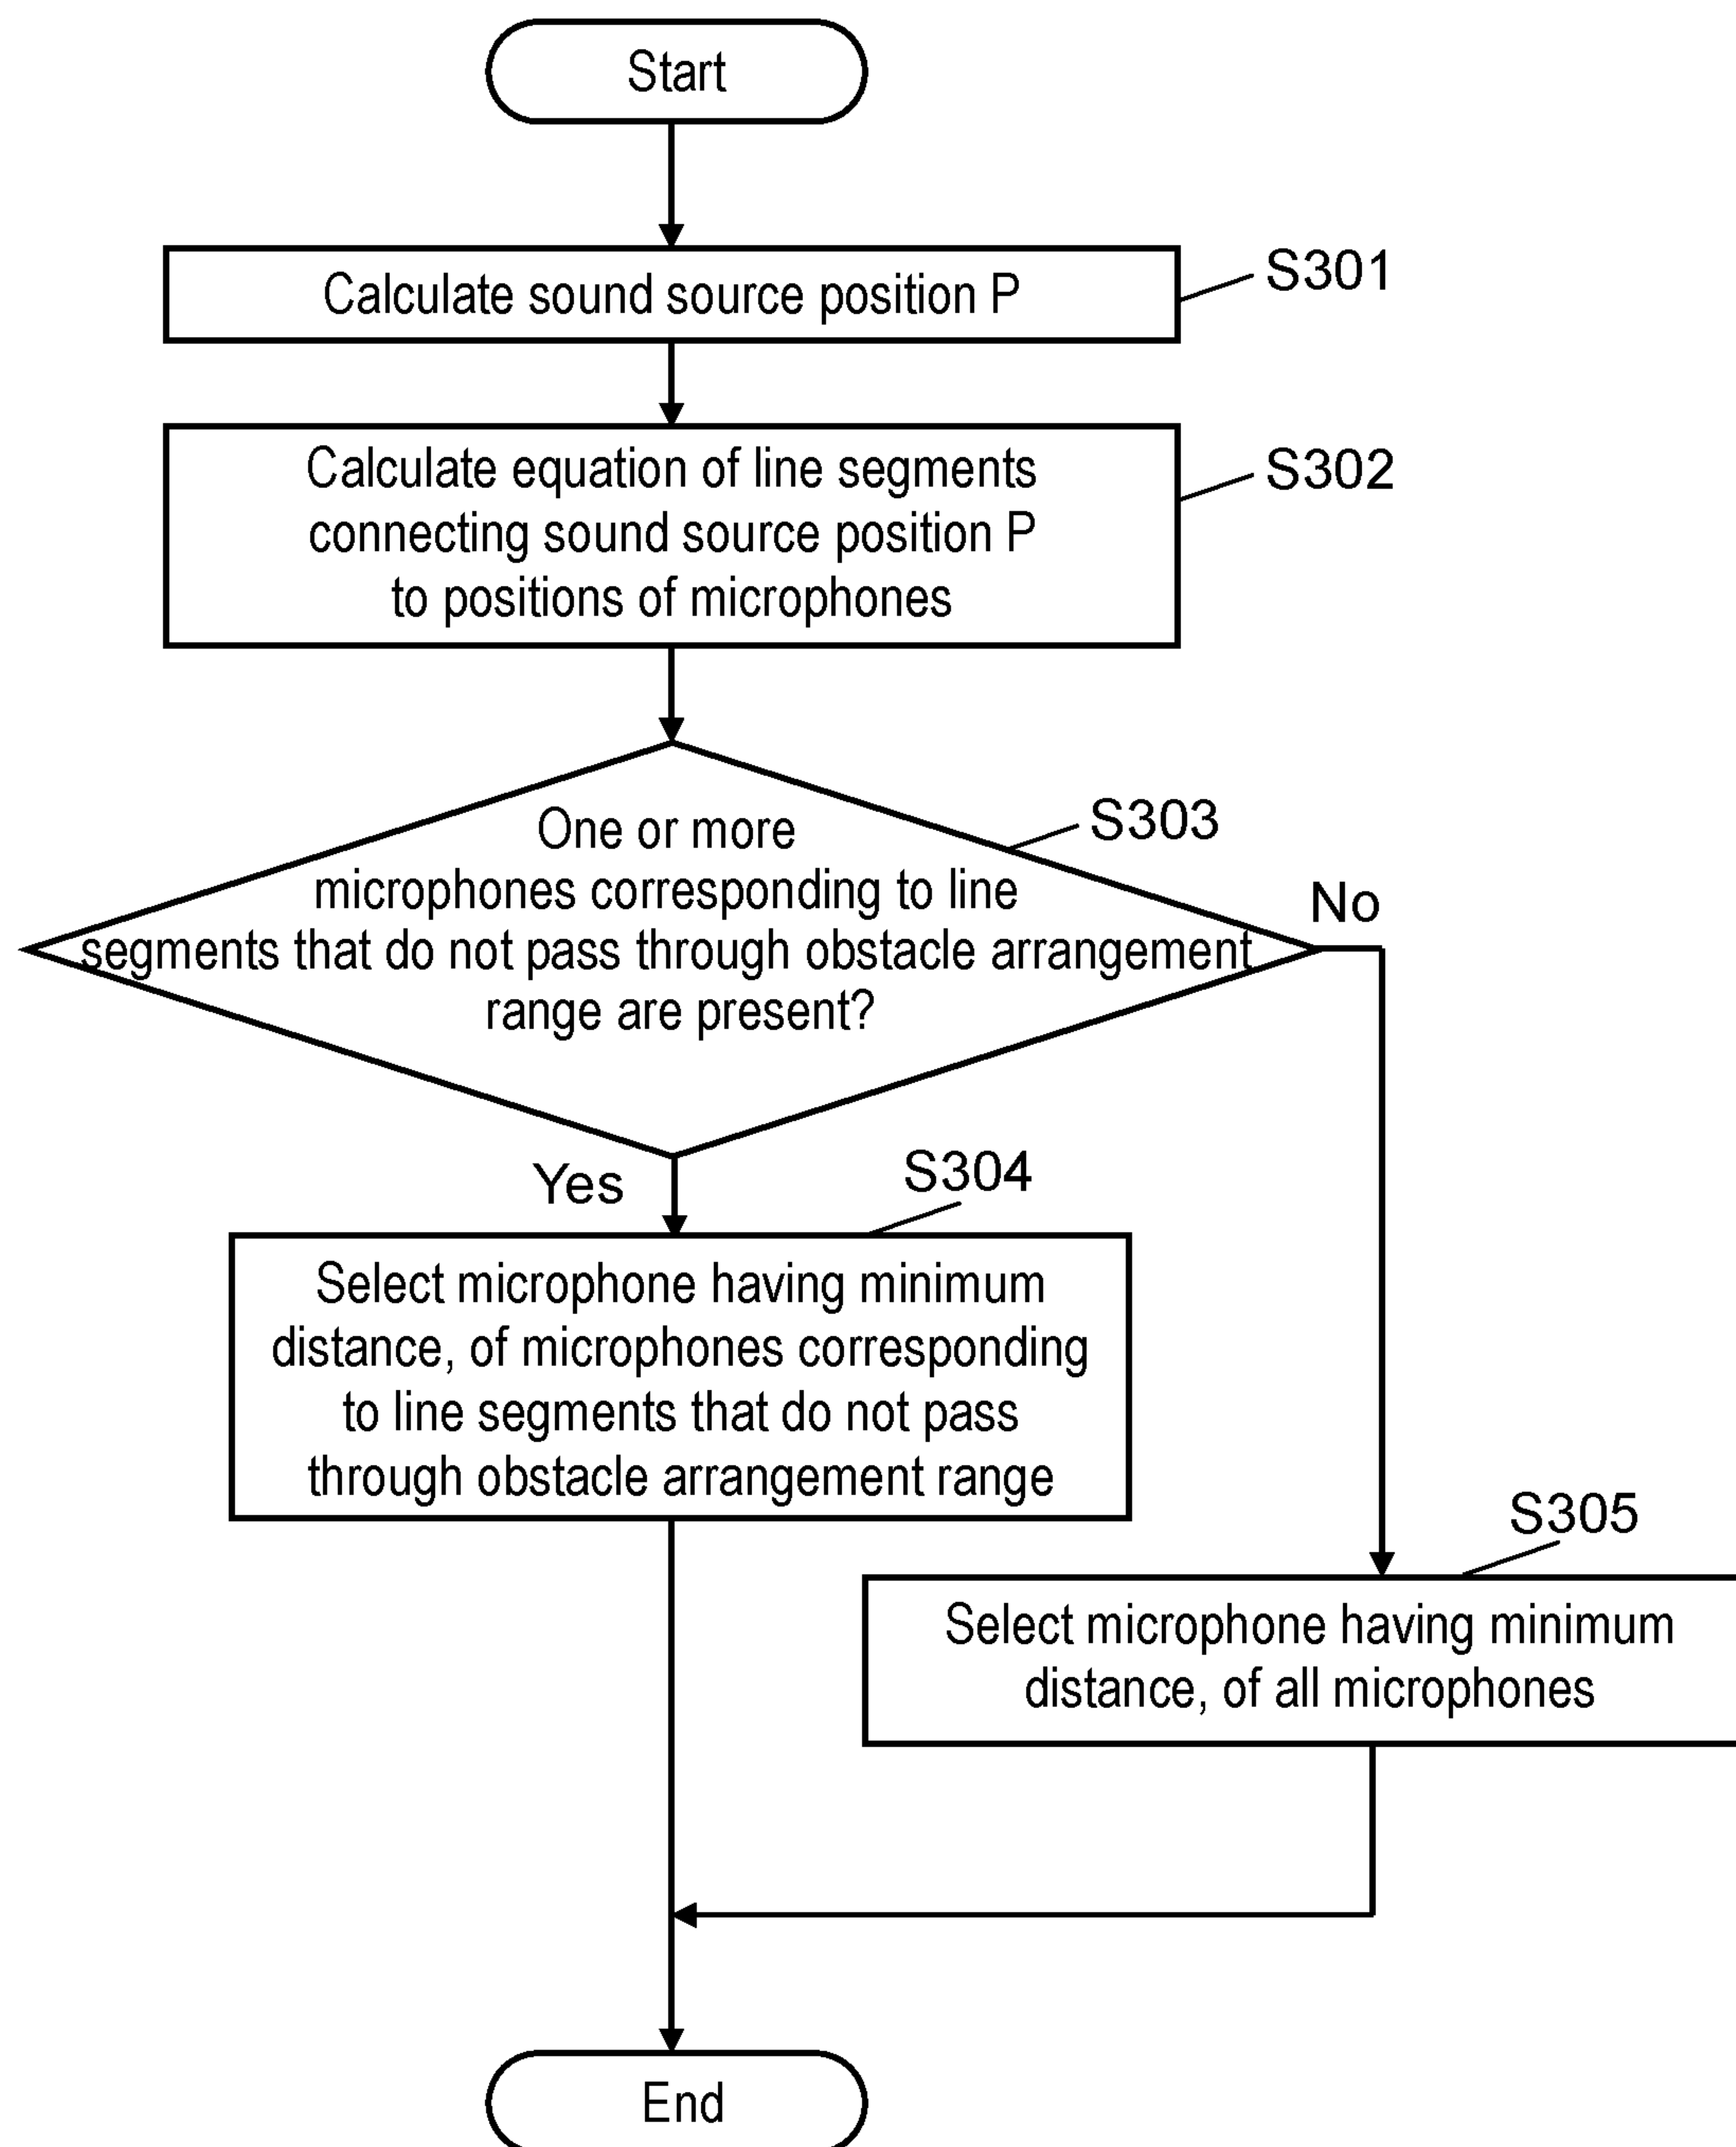 Start
Calculate sound source position P
S301
Calculate equation of line segments
connecting sound source position P
to positions of microphones
S302
One or more
microphones corresponding to line
segments that do not pass through obstacle arrangement
range are present?
S303
No
Yes
S304
Select microphone having minimum
distance, of microphones corresponding
to line segments that do not pass
through obstacle arrangement range
S305
Select microphone having minimum
distance, of all microphones
End